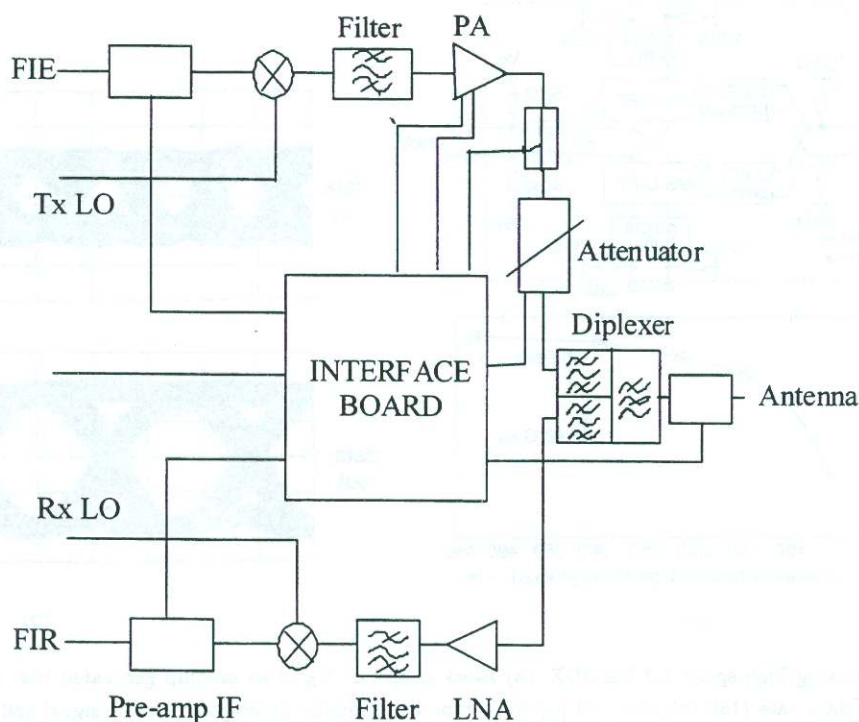 Filter
PA
FIE
Tx LO
Attenuator
Diplexer
INTERFACE
BOARD
Antenna
Rx LO
FIR
Pre-amp IF
Filter
LNA